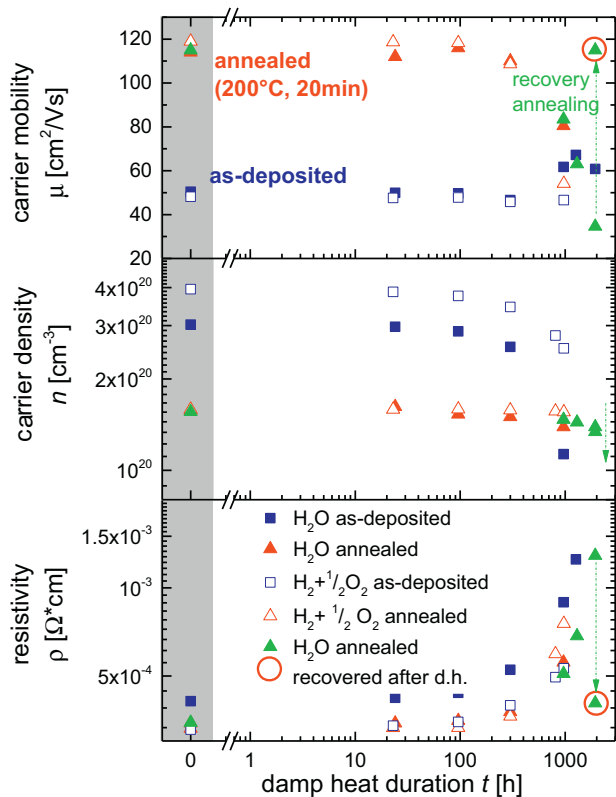 120
100
80
60
40
20
carrier mobility
µ [cm²/Vs]
annealed
(200°C, 20min)
as-deposited
recovery
annealing
4x10²⁰
3x10²⁰
2x10²⁰
10²⁰
carrier density
n [cm⁻³]
1.5x10⁻³
10⁻³
5x10⁻⁴
resistivity
ρ [Ω*cm]
H₂O as-deposited
H₂O annealed
H₂+¹/₂O₂ as-deposited
H₂+ ¹/₂ O₂ annealed
H₂O annealed
recovered after d.h.
0 1 10 100 1000
damp heat duration t [h]